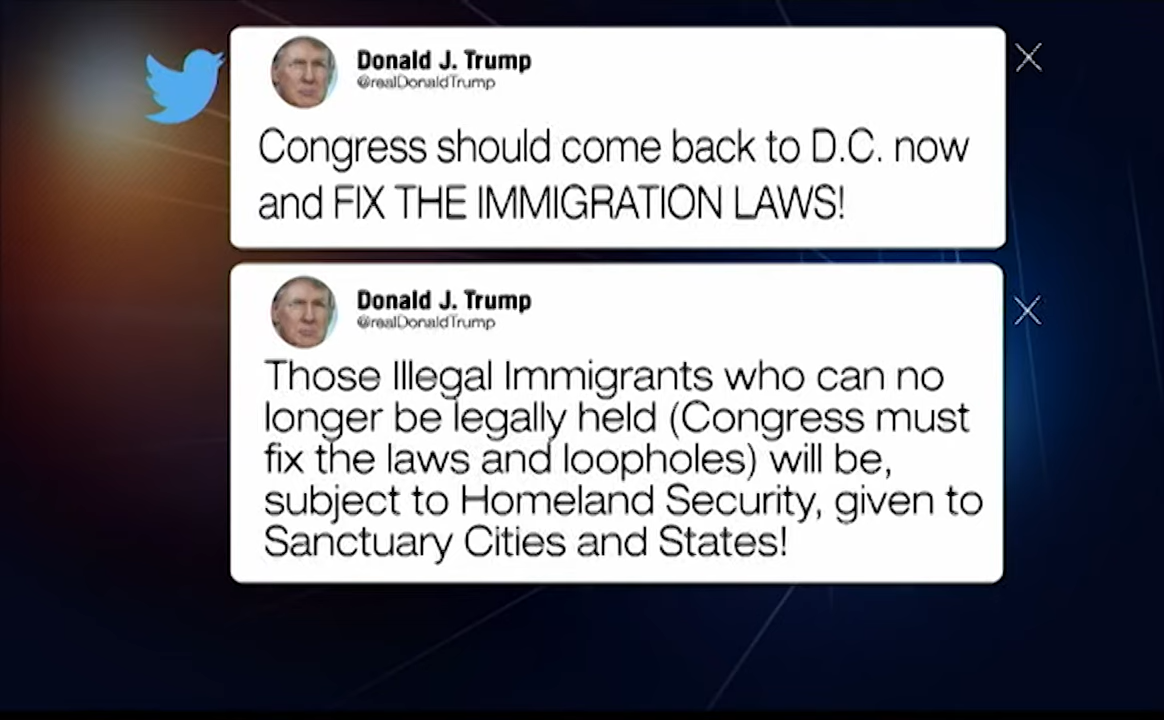 Donald J. Trump
@realDonaldTrump
Congress should come back to D.C. now
and FIX THE IMMIGRATION LAWS!
Donald J. Trump
@realDonaldTrump
Those Illegal Immigrants who can no
longer be legally held (Congress must
fix the laws and loopholes) will be,
subject to Homeland Security, given to
Sanctuary Cities and States!